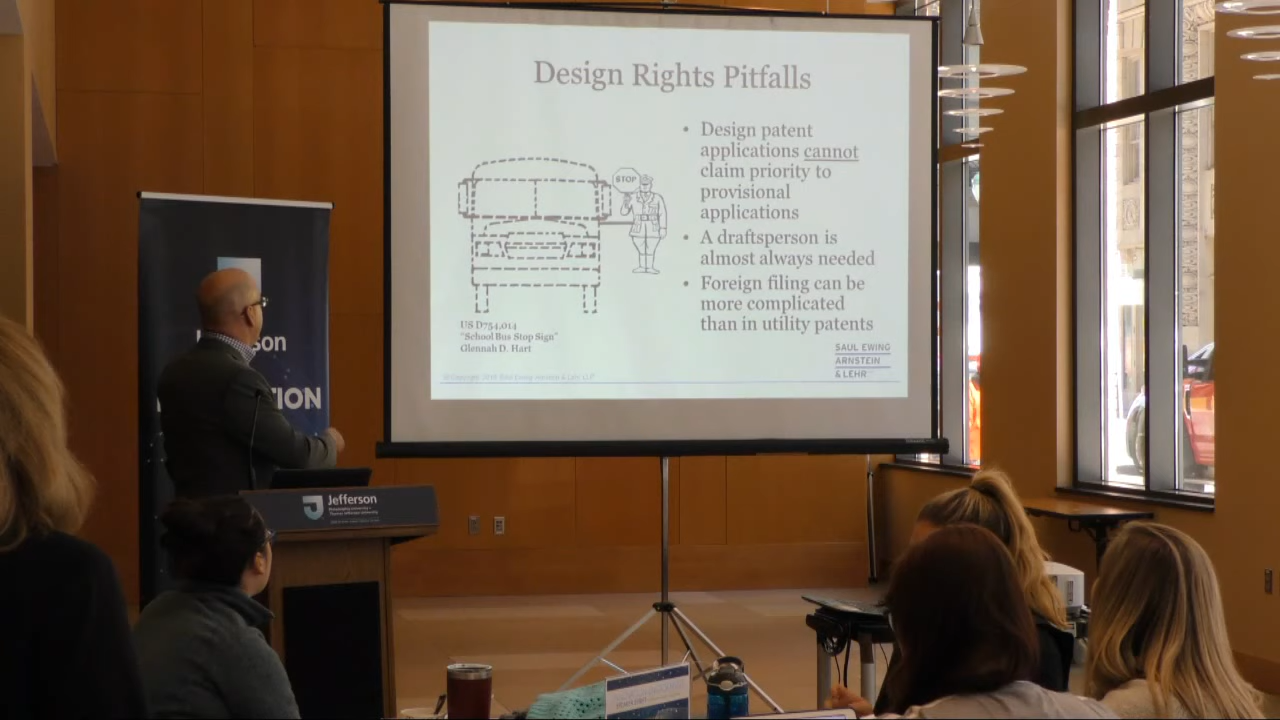 Design Rights Pitfalls
• Design patent
applications cannot
claim priority to
provisional
applications
• A draftsperson is
almost always needed
• Foreign filing can be
more complicated
than in utility patents
STOP
US D754,014
"School Bus Stop Sign"
Glennah D. Hart
SAUL EWING
ARNSTEIN
& LEHR
son
TION
Jefferson